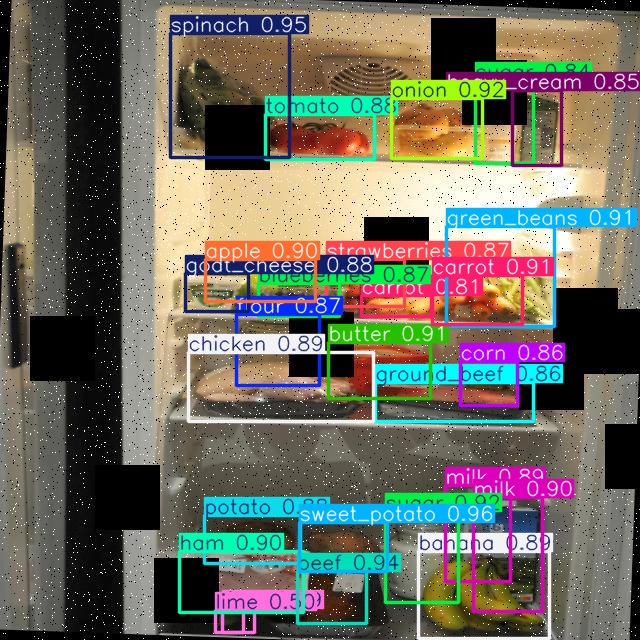 spinach 0.95
sugar 0.84
cream 0.85
onion 0.92
tomato 0.88
green_beans 0.91
apple 0.90
strawberries 0.87
goat_cheese 0.88
carrot 0.91
blueberries 0.87
carrot 0.81
flour 0.87
butter 0.91
chicken 0.89
corn 0.86
ground_beef 0.86
milk 0.89
milk 0.90
potato 0.88
sugar 0.92
sweet_potato 0.96
ham 0.90
banana 0.89
beef 0.94
lime 0.50